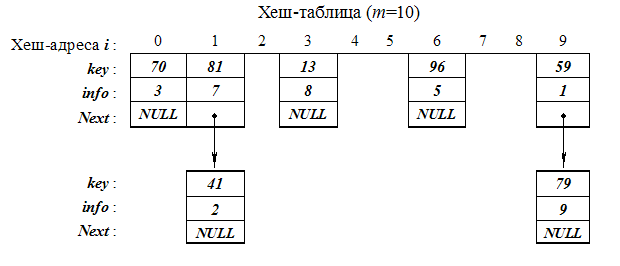 Хеш-таблица (m=10)
Хеш-адреса i : 0 1 2 3 4 5 6 7 8 9
key : 70 81 13 96 59
info : 3 7 8 5 1
Next : NULL NULL NULL
key : 41 79
info : 2 9
Next : NULL NULL